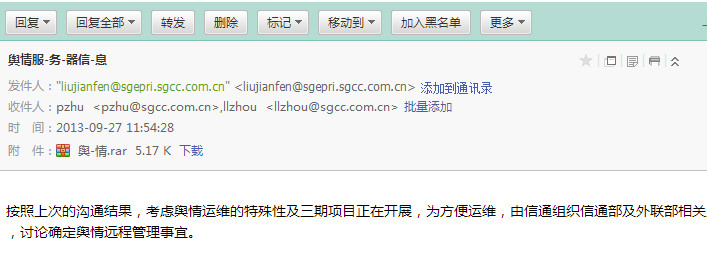 回复 回复全部 转发 删除 标记 移动到 加入黑名单 更多
舆情服-务-器信-息
发件人："liujianfen@sgepri.sgcc.com.cn" <liujianfen@sgepri.sgcc.com.cn> 添加到通讯录
收件人：pzhu <pzhu@sgcc.com.cn>,llzhou <llzhou@sgcc.com.cn> 批量添加
时 间：2013-09-27 11:54:28
附 件： 舆-情.rar 5.17 K 下载
按照上次的沟通结果，考虑舆情运维的特殊性及三期项目正在开展，为方便运维，由信通组织信通部及外联部相关
，讨论确定舆情远程管理事宜。